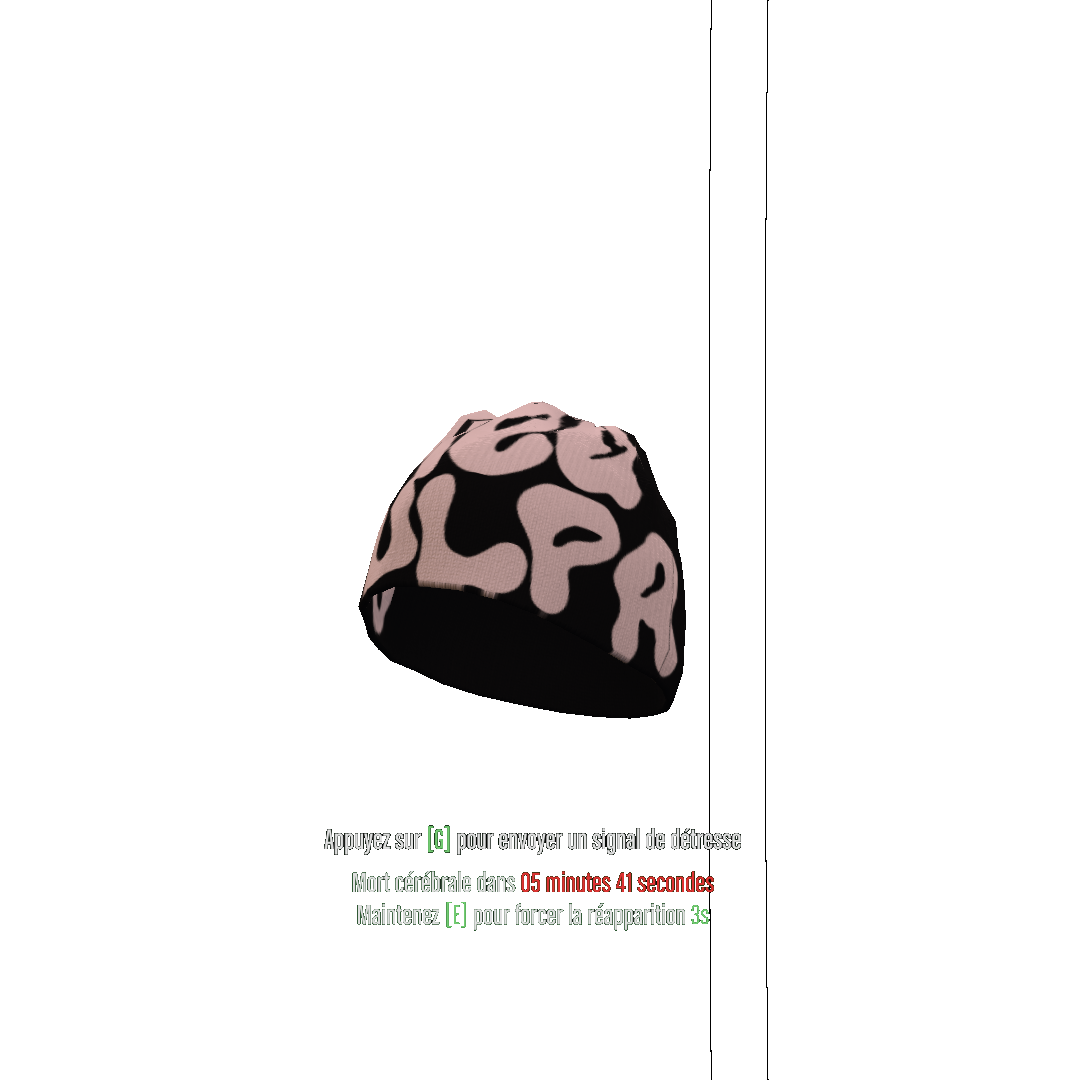 ULPA
Appuyez sur [G] pour envoyer un signal de détresse
Mort cérébrale dans 05 minutes 41 secondes
Maintenez [E] pour forcer la réapparition 3s